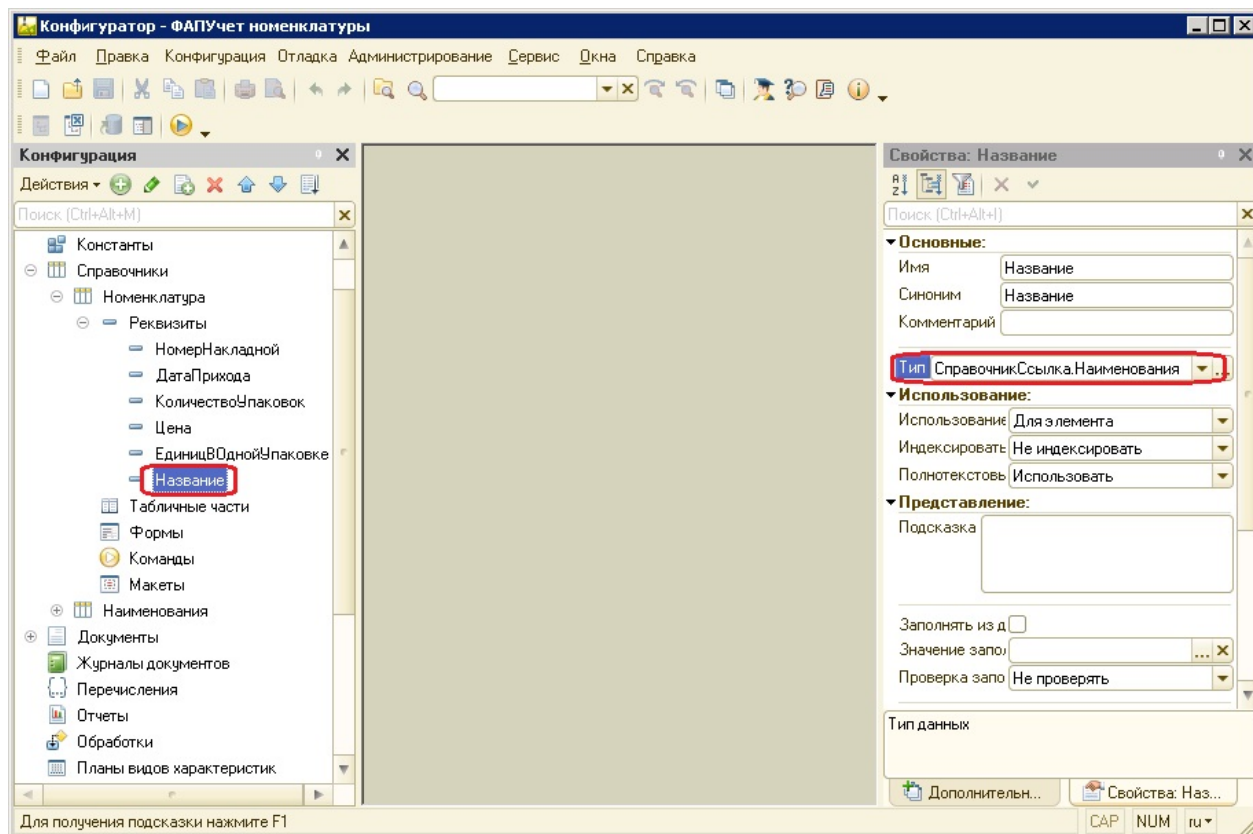 Конфигуратор - ФАПУчет номенклатуры
Файл Правка Конфигурация Отладка Администрирование Сервис Окна Справка
Конфигурация
Действия
Поиск (Ctrl+Alt+M)
Константы
Справочники
Номенклатура
Реквизиты
НомерНакладной
ДатаПрихода
КоличествоУпаковок
Цена
ЕдиницВОднойУпаковке
Название
Табличные части
Формы
Команды
Макеты
Наименования
Документы
Журналы документов
Перечисления
Отчеты
Обработки
Планы видов характеристик
Свойства: Название
Поиск (Ctrl+Alt+I)
Основные:
Имя Название
Синоним Название
Комментарий
Тип СправочникСсылка.Наименования
Использование:
Использование Для элемента
Индексировать Не индексировать
Полнотекстовь Использовать
Представление:
Подсказка
Заполнять из д
Значение запол
Проверка запо Не проверять
Тип данных
Дополнительн... Свойства: Наз...
Для получения подсказки нажмите F1 CAP NUM ru